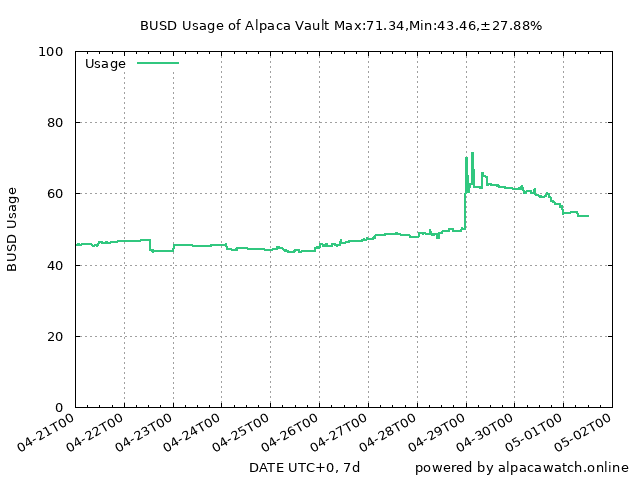 BUSD Usage of Alpaca Vault Max:71.34,Min:43.46,±27.88%
Usage
100
80
60
40
20
0
BUSD Usage
04-21T00
04-22T00
04-23T00
04-24T00
04-25T00
04-26T00
04-27T00
04-28T00
04-29T00
04-30T00
05-01T00
05-02T00
DATE UTC+0, 7d
powered by alpacawatch.online